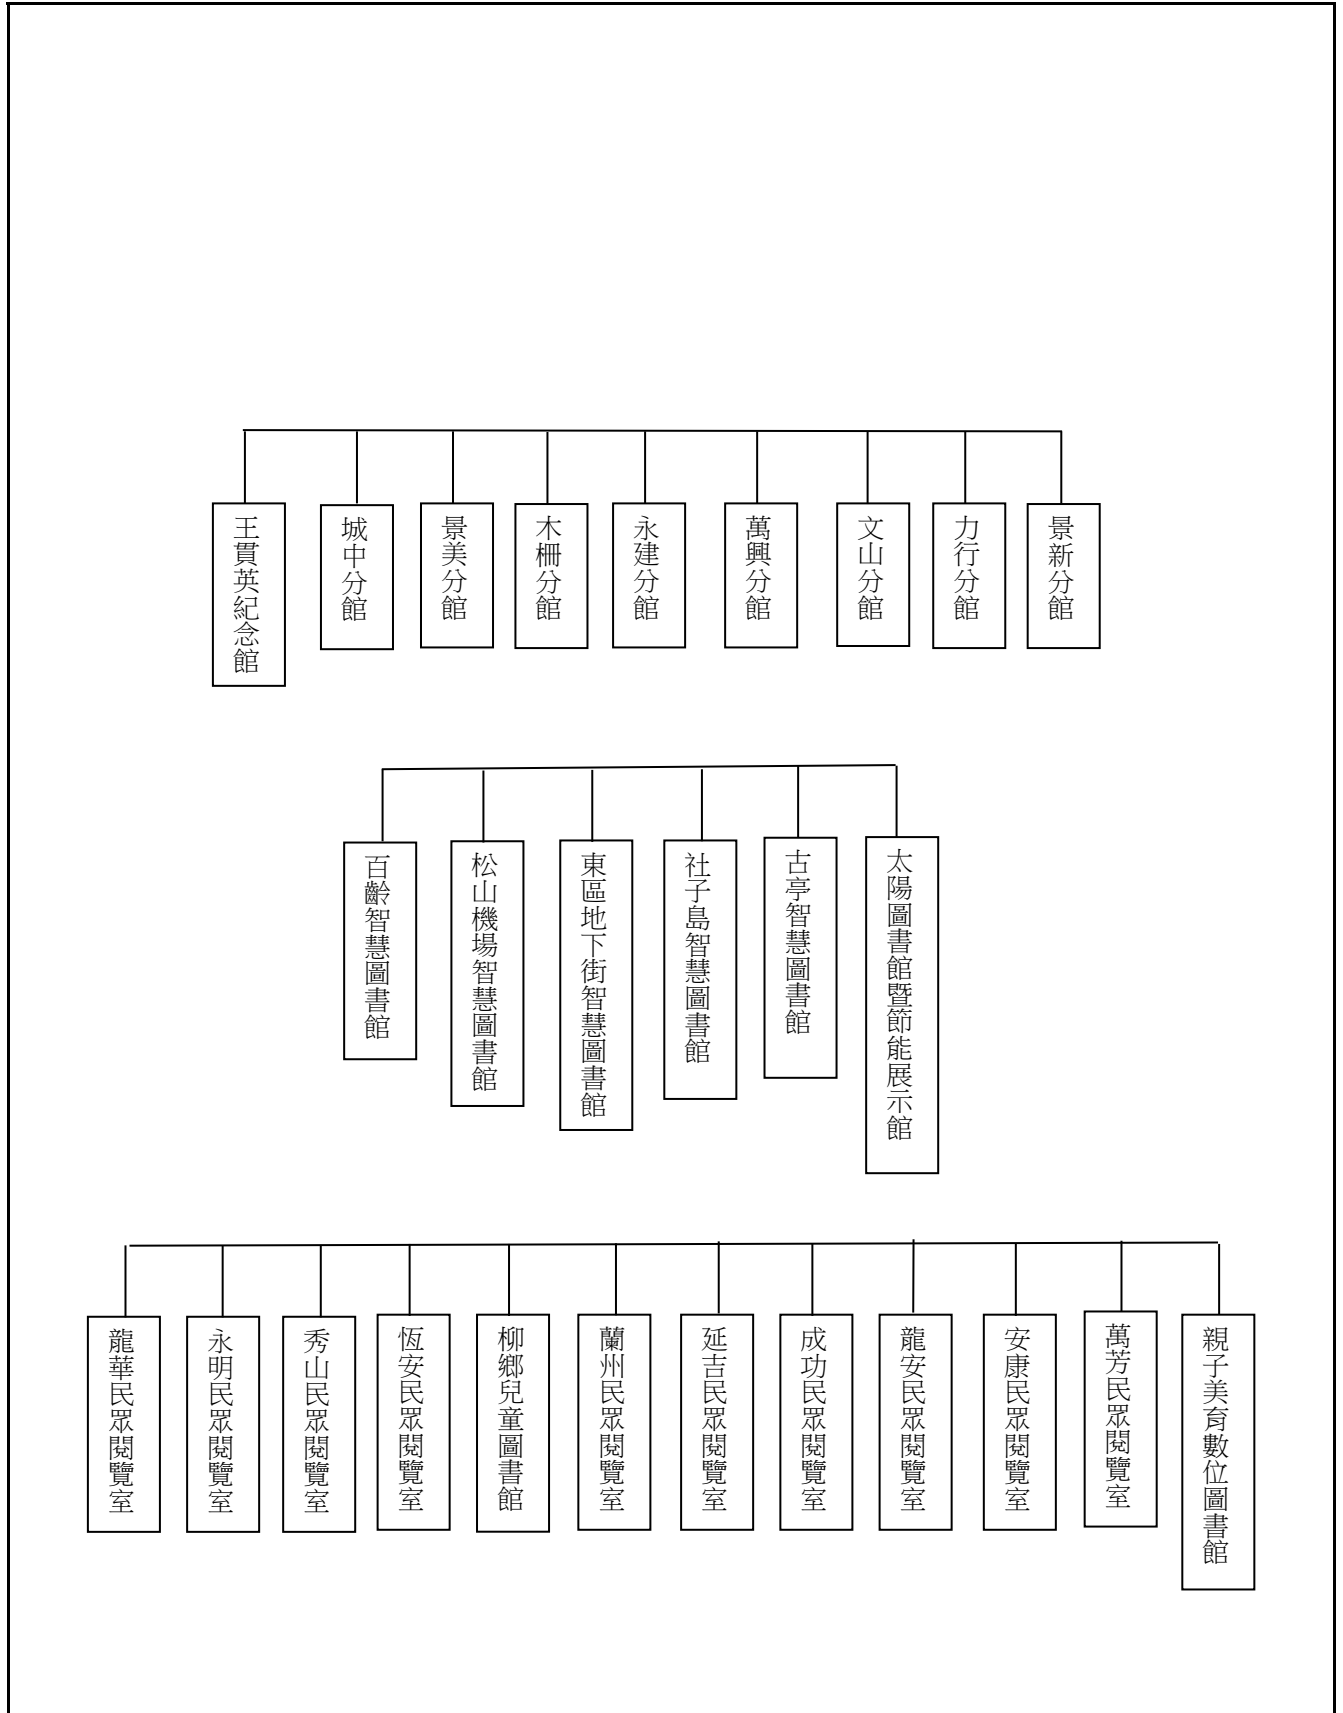 王貫英紀念館
城中分館
景美分館
木柵分館
永建分館
萬興分館
文山分館
力行分館
景新分館
百齡智慧圖書館
松山機場智慧圖書館
東區地下街智慧圖書館
社子島智慧圖書館
古亭智慧圖書館
太陽圖書館暨節能展示館
龍華民眾閱覽室
永明民眾閱覽室
秀山民眾閱覽室
恆安民眾閱覽室
柳鄉兒童圖書館
蘭州民眾閱覽室
延吉民眾閱覽室
成功民眾閱覽室
龍安民眾閱覽室
安康民眾閱覽室
萬芳民眾閱覽室
親子美育數位圖書館